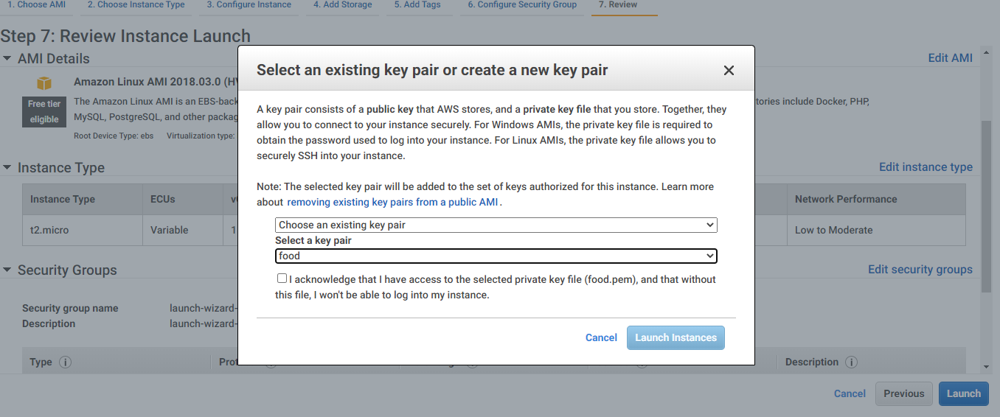 1. Choose AMI 2. Choose Instance Type 3. Configure Instance 4. Add Storage 5. Add Tags 6. Configure Security Group 7. Review
Step 7: Review Instance Launch
AMI Details Edit AMI
Select an existing key pair or create a new key pair
Amazon Linux AMI 2018.03.0
Free tier
eligible
The Amazon Linux AMI is an EBS-back tories include Docker, PHP,
MySQL, PostgreSQL, and other packag
Root Device Type: ebs Virtualization type:
A key pair consists of a public key that AWS stores, and a private key file that you store. Together, they
allow you to connect to your instance securely. For Windows AMIs, the private key file is required to
obtain the password used to log into your instance. For Linux AMIs, the private key file allows you to
securely SSH into your instance.
Note: The selected key pair will be added to the set of keys authorized for this instance. Learn more
about removing existing key pairs from a public AMI .
Instance Type Edit instance type
Instance Type ECUs Network Performance
t2.micro Variable 1 Low to Moderate
Choose an existing key pair
Select a key pair
food
I acknowledge that I have access to the selected private key file (food.pem), and that without
this file, I won't be able to log into my instance.
Cancel Launch Instances
Security Groups Edit security groups
Security group name launch-wizard-
Description launch-wizard-
Type Prot Description
Cancel Previous Launch